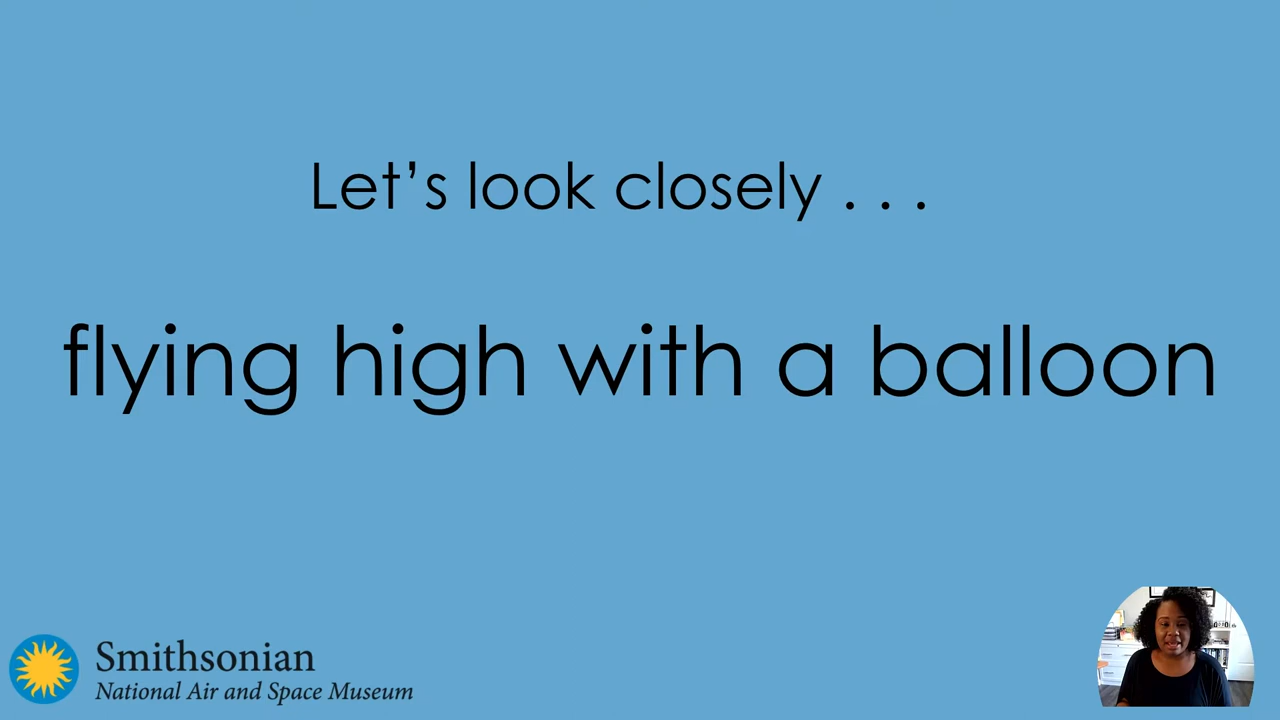 Let’s look closely . . .
flying high with a balloon
Smithsonian
National Air and Space Museum